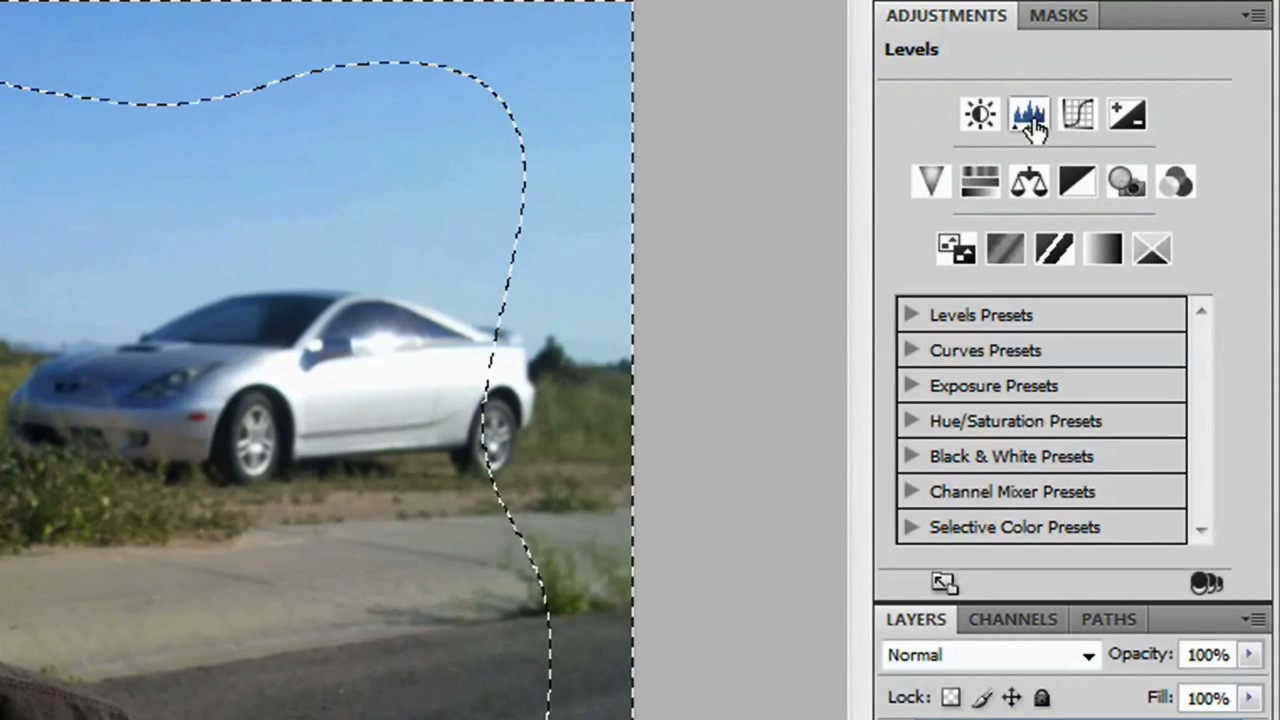 ADJUSTMENTS MASKS
Levels
Levels Presets
Curves Presets
Exposure Presets
Hue/Saturation Presets
Black & White Presets
Channel Mixer Presets
Selective Color Presets
LAYERS CHANNELS PATHS
Normal Opacity: 100%
Lock: Fill: 100%